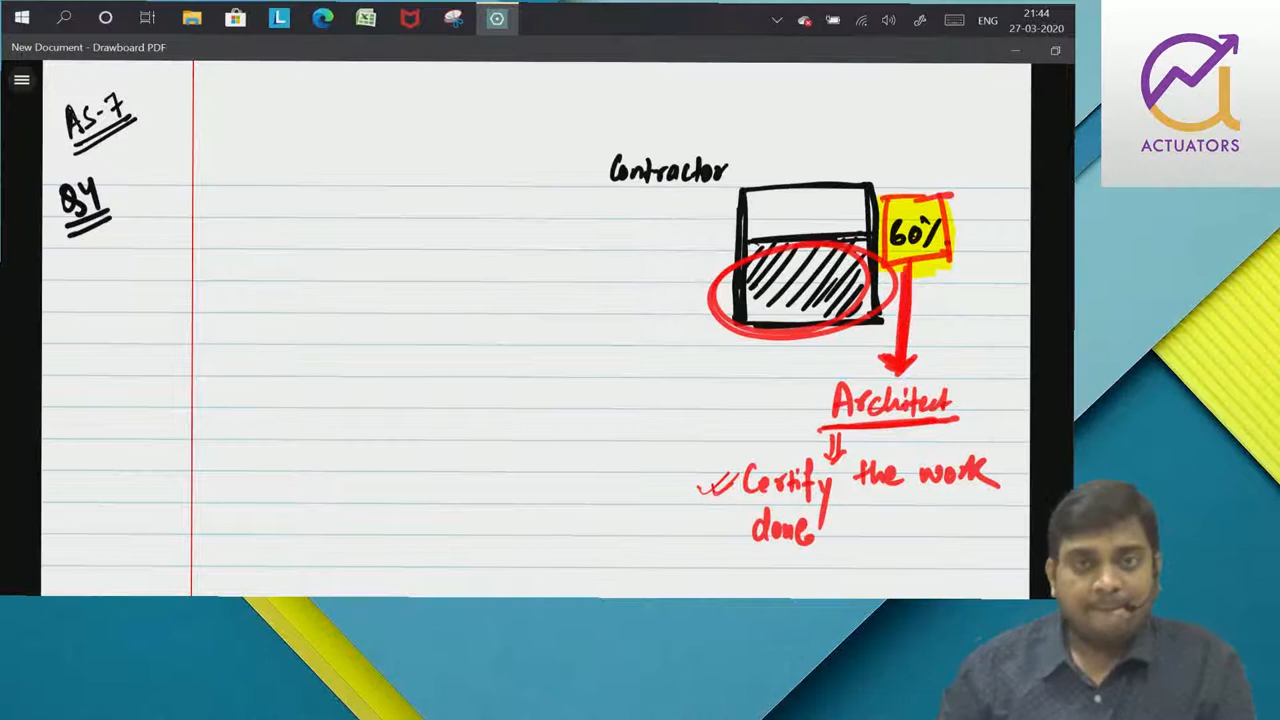 21:44
ENG
27-03-2020
New Document - Drawboard PDF
AS-7
Q4
Contractor
60%
Architect
Certify the work
done
ACTUATORS